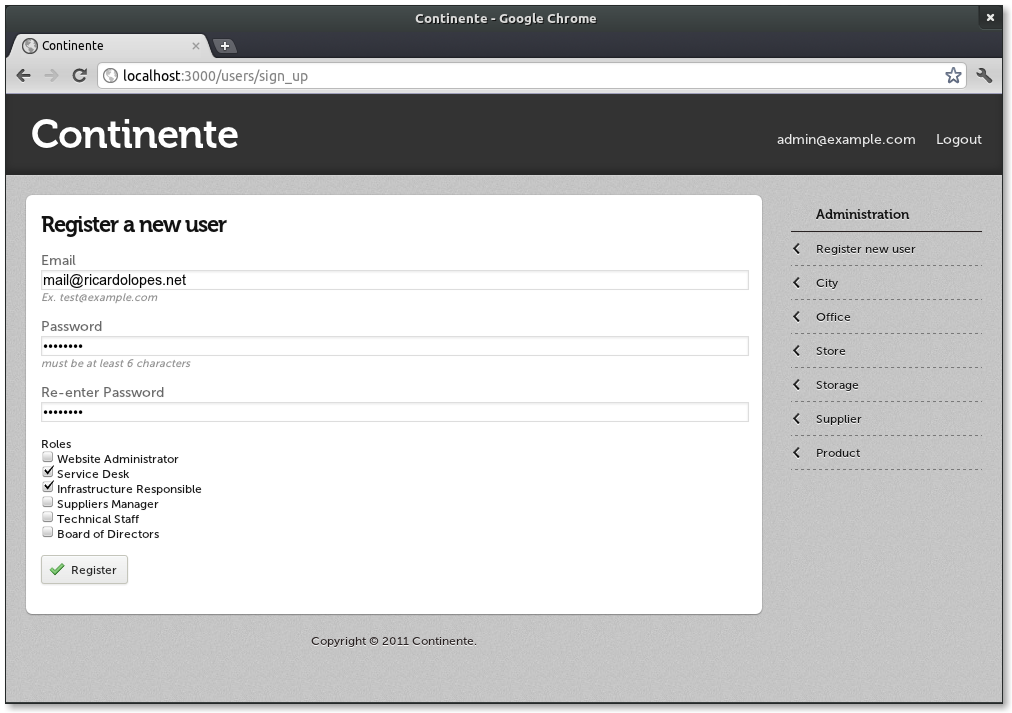 Continente - Google Chrome
Continente
localhost:3000/users/sign_up
Continente
admin@example.com Logout
Register a new user
Email
mail@ricardolopes.net
Ex. test@example.com
Password
••••••••
must be at least 6 characters
Re-enter Password
••••••••
Roles
Website Administrator
Service Desk
Infrastructure Responsible
Suppliers Manager
Technical Staff
Board of Directors
Register
Administration
Register new user
City
Office
Store
Storage
Supplier
Product
Copyright © 2011 Continente.